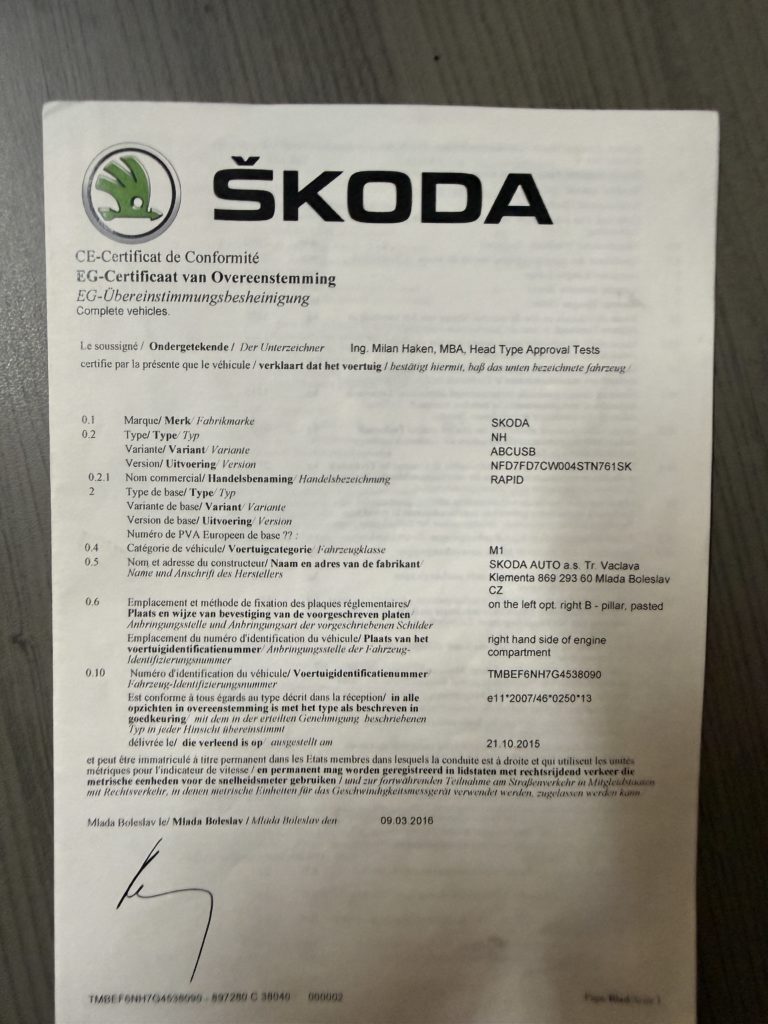 ŠKODA
CE-Certificat de Conformité
EG-Certificaat van Overeenstemming
EG-Übereinstimmungsbesheinigung
Complete vehicles.
Le soussigné / Ondergetekende / Der Unterzeichner Ing. Milan Haken, MBA, Head Type Approval Tests
certifie par la présente que le véhicule / verklaart dat het voertuig / bestätigt hiermit, baß das unten bezeichnete fahrzeug /
0.1 Marque/ Merk/ Fabrikmarke SKODA
0.2 Type/ Type/ Typ NH
Variante/ Variant/ Variante ABCUSB
Version/ Uitvoering/ Version NFD7FD7CW004STN761SK
0.2.1 Nom commercial/ Handelsbenaming/ Handelsbezeichnung RAPID
2 Type de base/ Type/ Typ
Variante de base/ Variant/ Variante
Version de base/ Uitvoering/ Version
Numéro de PVA Europeen de base ?? :
0.4 Catégorie de véhicule/ Voertuigcategorie/ Fahrzeugklasse M1
0.5 Nom et adresse du constructeur/ Naam en adres van de fabrikant/ SKODA AUTO a.s. Tr. Vaclava
Name und Anschrift des Herstellers Klementa 869 293 60 Mlada Boleslav
CZ
0.6 Emplacement et méthode de fixation des plaques réglementaires/ on the left opt. right B - pillar, pasted
Plaats en wijze van bevestiging van de voorgeschreven platen/
Anbringungsstelle und Anbringungsart der vorgeschriebenen Schilder
Emplacement du numéro d'identification du véhicule/ Plaats van het right hand side of engine
voertuigidentificatienummer/ Anbringungsstelle der Fahrzeug- compartment
Identifizierungsnummer
0.10 Numéro d'identification du véhicule/ Voertuigidentificatienummer/ TMBEF6NH7G4538090
Fahrzeug-Identifizierungsnummer
Est conforme à tous égards au type décrit dans la réception/ in alle e11*2007/46*0250*13
opzichten in overeenstemming is met het type als beschreven in
goedkeuring/ mit dem in der erteilten Genehmigung beschriebenen
Typ in jeder Hinsicht übereinstimmt
délivrée le/ die verleend is op/ ausgestellt am 21.10.2015
et peut être immatriculé à titre permanent dans les Etats membres dans lesquels la conduite est à droite et qui utilisent les unités
métriques pour l'indicateur de vitesse / en permanent mag worden geregistreerd in lidstaten met rechtsrijdend verkeer die
metrische eenheden voor de snelheidsmeter gebruiken / und zur fortwährenden Teilnahme am Straßenverkehr in Mitgliedstaaten
mit Rechtsverkehr, in denen metrische Einheiten für das Geschwindigkeitsmessgerät verwendet werden, zugelassen werden kann.
Mlada Boleslav le/ Mlada Boleslav / Mlada Boleslav den 09.03 2016
TMBEF6NH7G4538090 - 897280 C 38040 000002